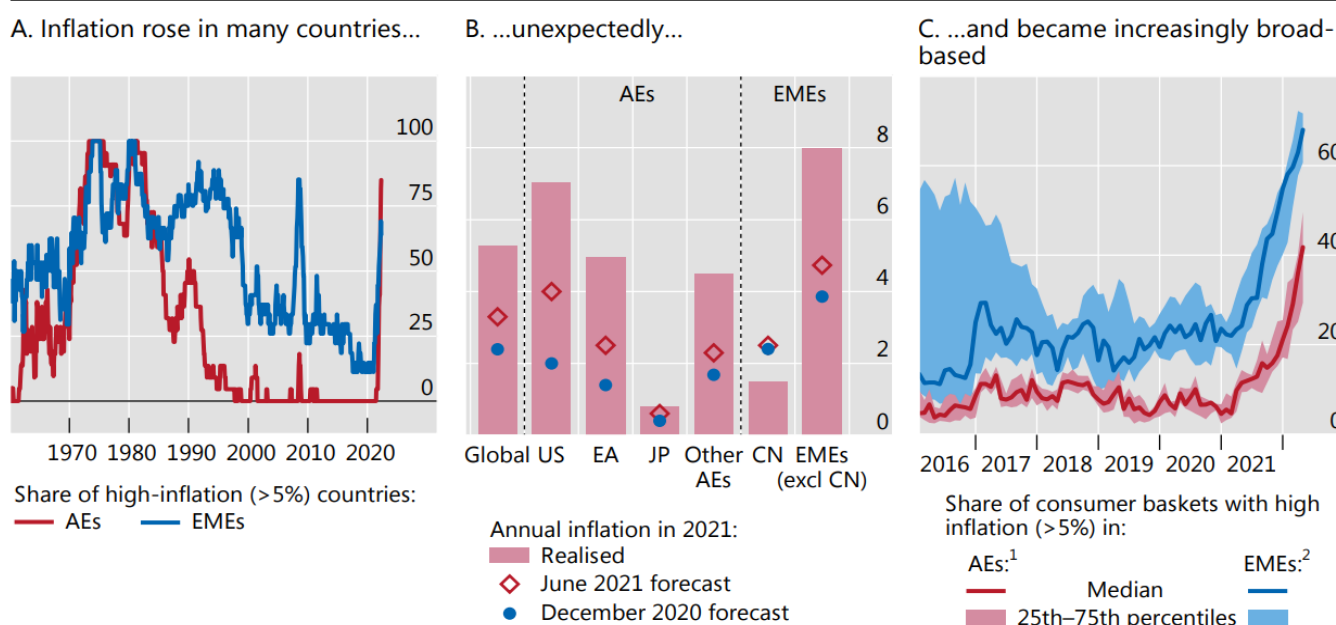 A. Inflation rose in many countries...
100
75
50
25
0
1970 1980 1990 2000 2010 2020
Share of high-inflation (>5%) countries:
AEs EMEs
B. ...unexpectedly...
AEs EMEs
8
6
4
2
0
Global US EA JP Other AEs CN EMEs (excl CN)
Annual inflation in 2021:
Realised
June 2021 forecast
December 2020 forecast
C. ...and became increasingly broad-
based
60
40
20
0
2016 2017 2018 2019 2020 2021
Share of consumer baskets with high
inflation (>5%) in:
AEs:1 EMEs:2
Median
25th–75th percentiles